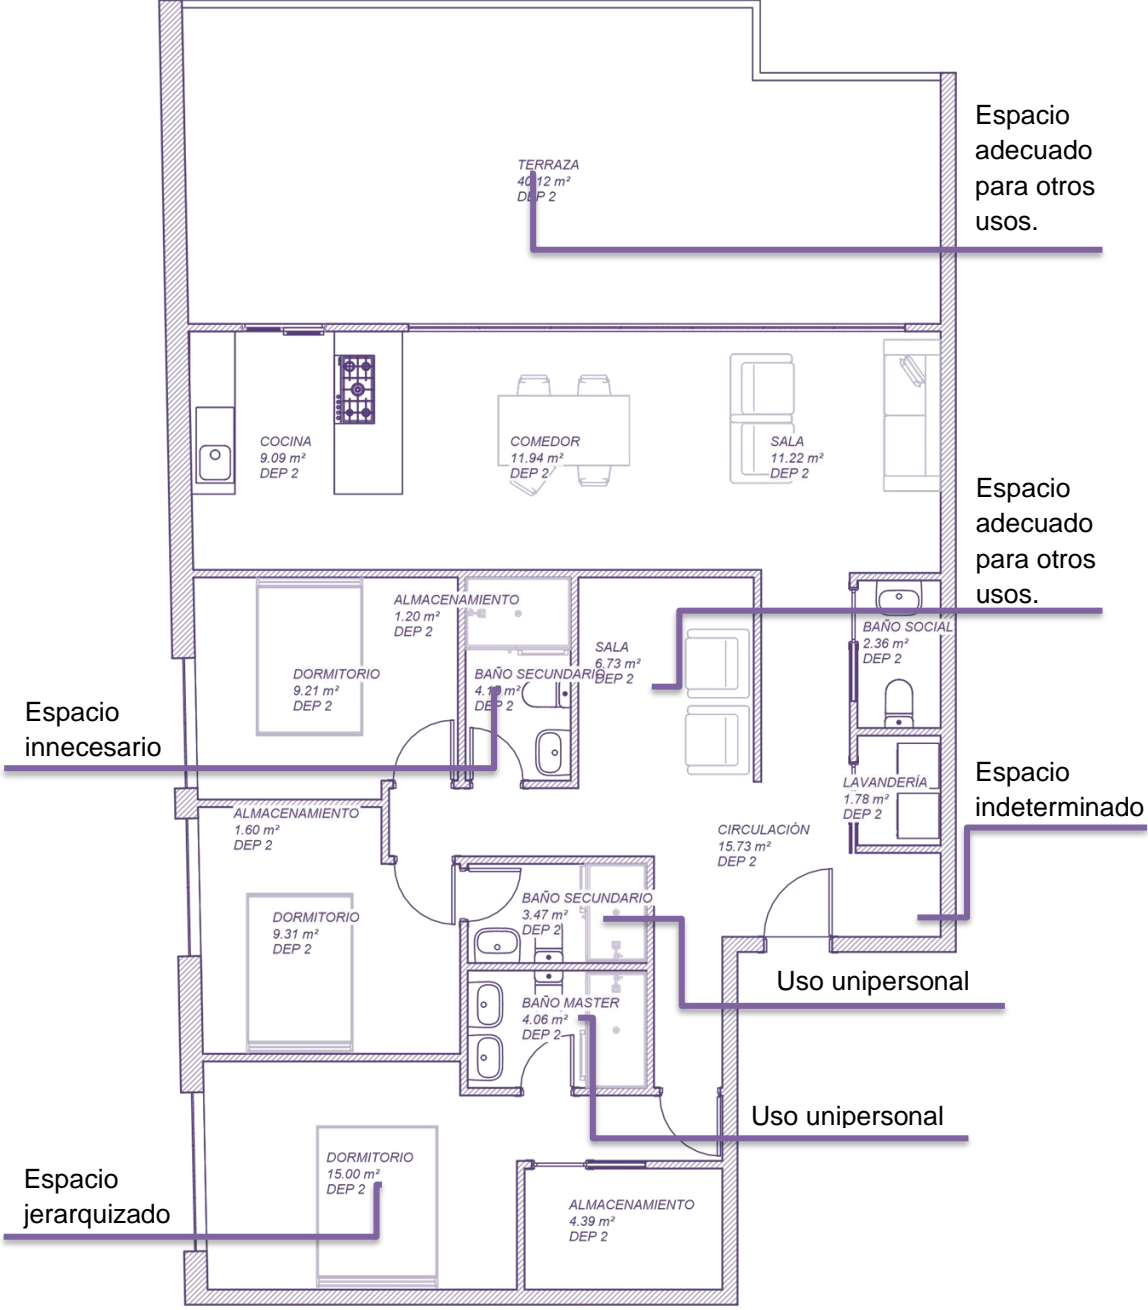 Espacio
adecuado
para otros
usos.
TERRAZA
40.12 m²
DEP 2
COCINA
9.09 m²
DEP 2
COMEDOR
11.94 m²
DEP 2
SALA
11.22 m²
DEP 2
Espacio
adecuado
para otros
usos.
ALMACENAMIENTO
1.20 m²
DEP 2
DORMITORIO
9.21 m²
DEP 2
BAÑO SECUNDARIO
m²
DEP 2
SALA
6.73 m²
DEP 2
BAÑO SOCIAL
2.36 m²
DEP 2
Espacio
innecesario
LAVANDERÍA
1.78 m²
DEP 2
Espacio
indeterminado
ALMACENAMIENTO
1.60 m²
DEP 2
CIRCULACIÓN
15.73 m²
DEP 2
DORMITORIO
9.31 m²
DEP 2
BAÑO SECUNDARIO
3.47 m²
DEP 2
Uso unipersonal
BAÑO MASTER
4.06 m²
DEP 2
Uso unipersonal
DORMITORIO
15.00 m²
DEP 2
Espacio
jerarquizado
ALMACENAMIENTO
4.39 m²
DEP 2